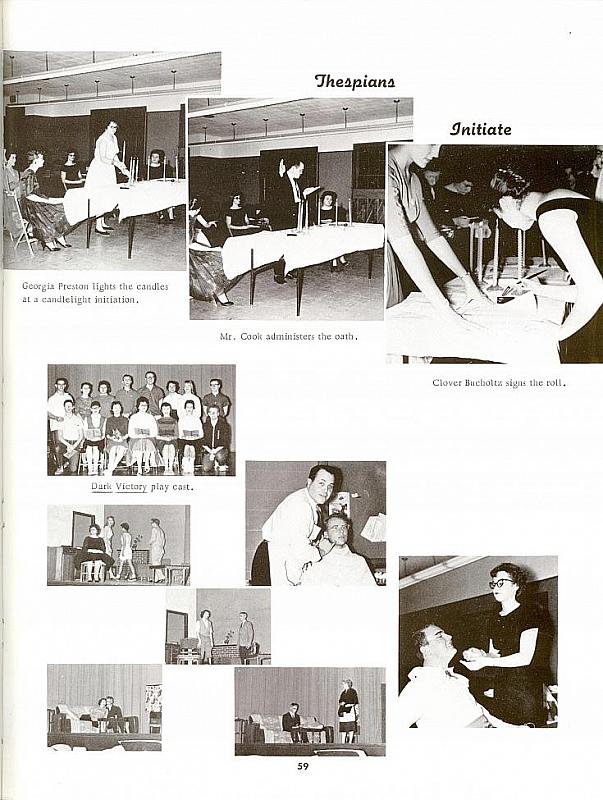 Thespians
Initiate
Georgia Preston lights the candles
at a candlelight initiation.
Mr. Cook administers the oath.
Clover Bucholtz signs the roll.
Dark Victory play cast.
59